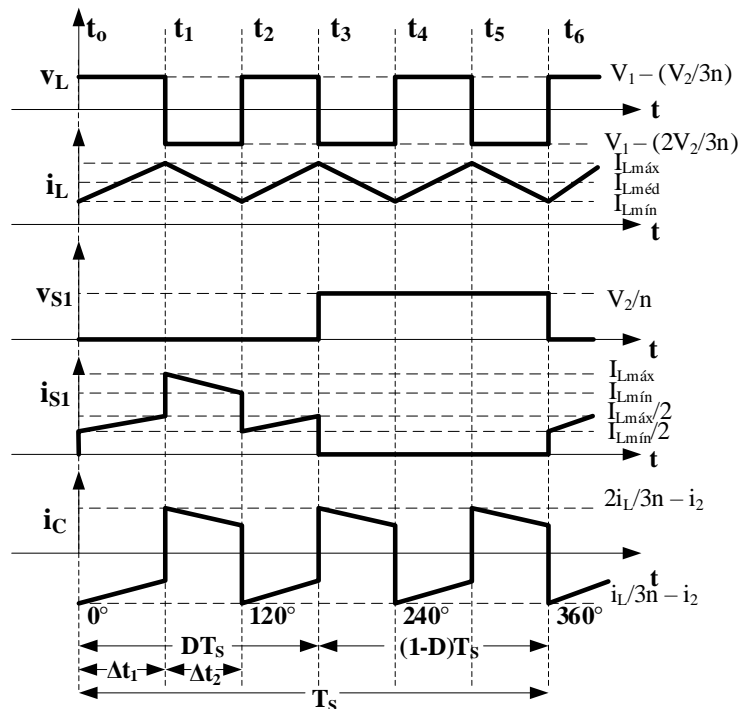 t₀ t₁ t₂ t₃ t₄ t₅ t₆
v_L
V₁ – (V₂/3n)
t
V₁ – (2V₂/3n)
I_Lmáx
i_L
I_Lméd
I_Lmín
t
v_S1
V₂/n
t
i_S1
I_Lmáx
I_Lmín
I_Lmáx/2
I_Lmín/2
t
i_C
2i_L/3n – i₂
t
i_L/3n – i₂
0° 120° 240° 360°
DT_S (1-D)T_S
Δt₁ Δt₂
T_S